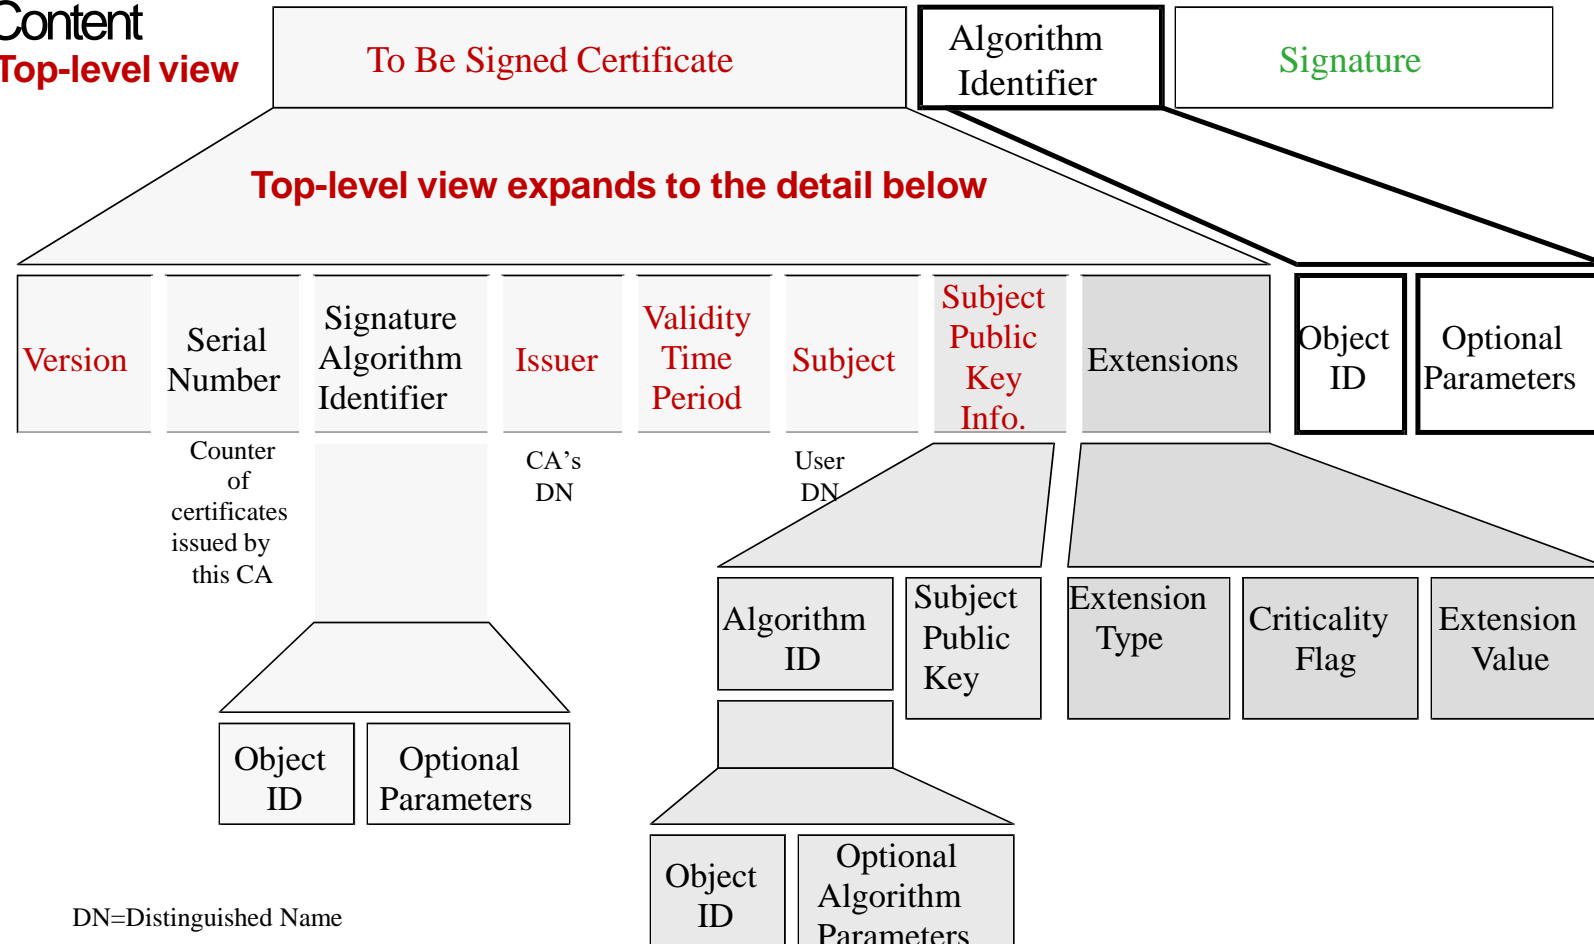 Content
Top-level view
To Be Signed Certificate
Algorithm
Identifier
Signature
Top-level view expands to the detail below
Version
Serial
Number
Signature
Algorithm
Identifier
Issuer
Validity
Time
Period
Subject
Subject
Public
Key
Info.
Extensions
Object
ID
Optional
Parameters
Counter
of
certificates
issued by
this CA
CA's
DN
User
DN
Algorithm
ID
Subject
Public
Key
Extension
Type
Criticality
Flag
Extension
Value
Object
ID
Optional
Parameters
Object
ID
Optional
Algorithm
Parameters
DN=Distinguished Name